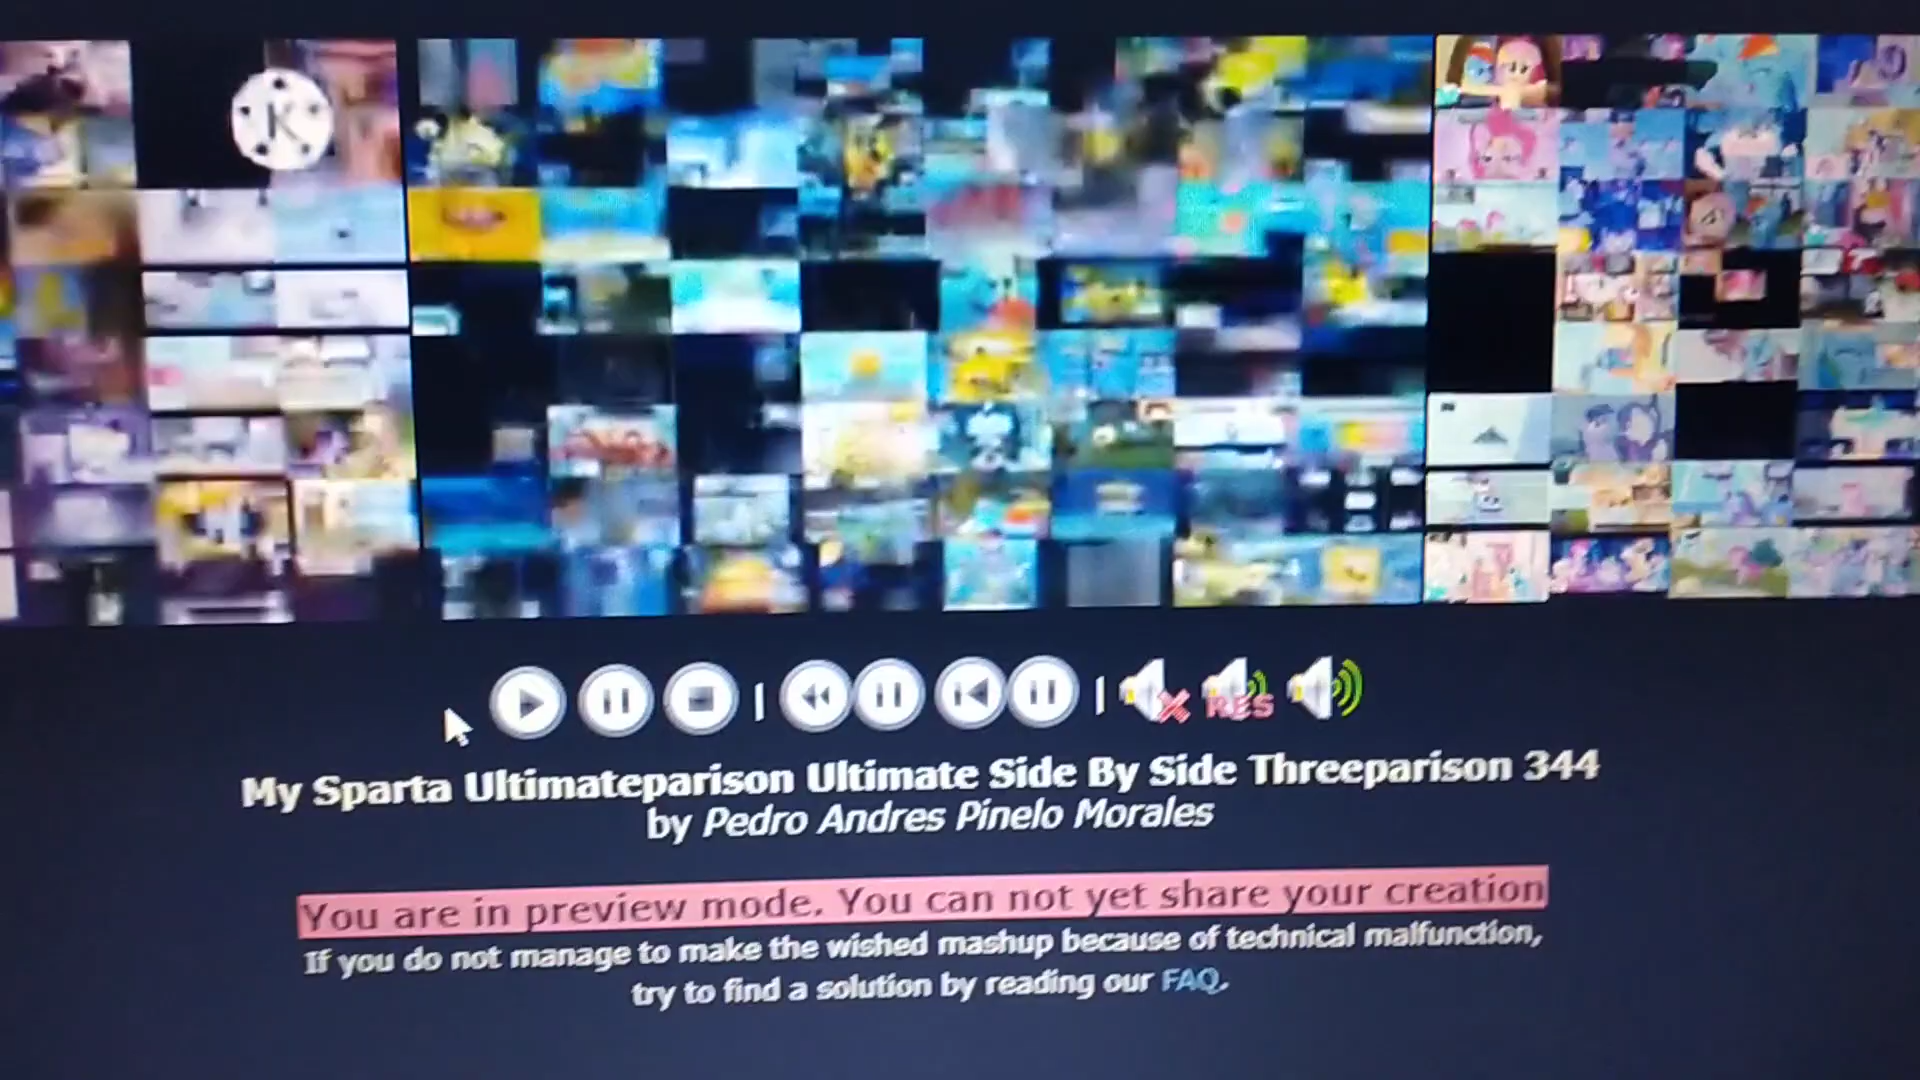 K
RES
My Sparta Ultimateparison Ultimate Side By Side Threeparison 344
by Pedro Andres Pinelo Morales
You are in preview mode. You can not yet share your creation
If you do not manage to make the wished mashup because of technical malfunction,
try to find a solution by reading our FAQ.